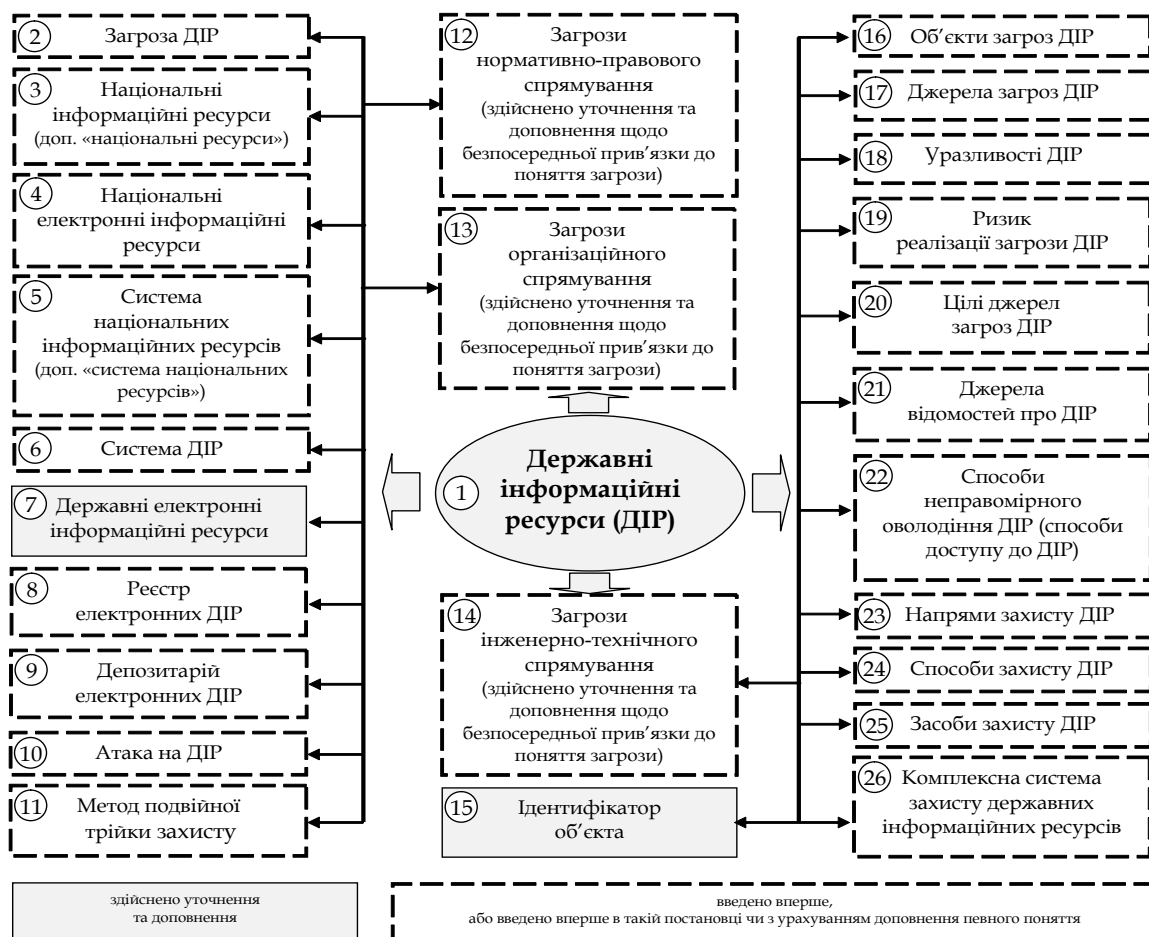 2 Загроза ДІР
3 Національні
інформаційні ресурси
(доп. «національні ресурси»)
4 Національні
електронні інформаційні
ресурси
5 Система
національних
інформаційних ресурсів
(доп. «система національних
ресурсів»)
6 Система ДІР
7 Державні електронні
інформаційні ресурси
8 Реєстр
електронних ДІР
9 Депозитарій
електронних ДІР
10 Атака на ДІР
11 Метод подвійної
трійки захисту
12 Загрози
нормативно-правового
спрямування
(здійснено уточнення та
доповнення щодо
безпосередньої прив’язки до
поняття загрози)
13 Загрози
організаційного
спрямування
(здійснено уточнення та
доповнення щодо
безпосередньої прив’язки до
поняття загрози)
1 Державні
інформаційні
ресурси (ДІР)
14 Загрози
інженерно-технічного
спрямування
(здійснено уточнення та
доповнення щодо
безпосередньої прив’язки до
поняття загрози)
15 Ідентифікатор
об’єкта
16 Об’єкти загроз ДІР
17 Джерела загроз ДІР
18 Уразливості ДІР
19 Ризик
реалізації загрози ДІР
20 Цілі джерел
загроз ДІР
21 Джерела
відомостей про ДІР
22 Способи
неправомірного
оволодіння ДІР (способи
доступу до ДІР)
23 Напрями захисту ДІР
24 Способи захисту ДІР
25 Засоби захисту ДІР
26 Комплексна система
захисту державних
інформаційних ресурсів
здійснено уточнення
та доповнення
введено вперше,
або введено вперше в такій постановці чи з урахуванням доповнення певного поняття